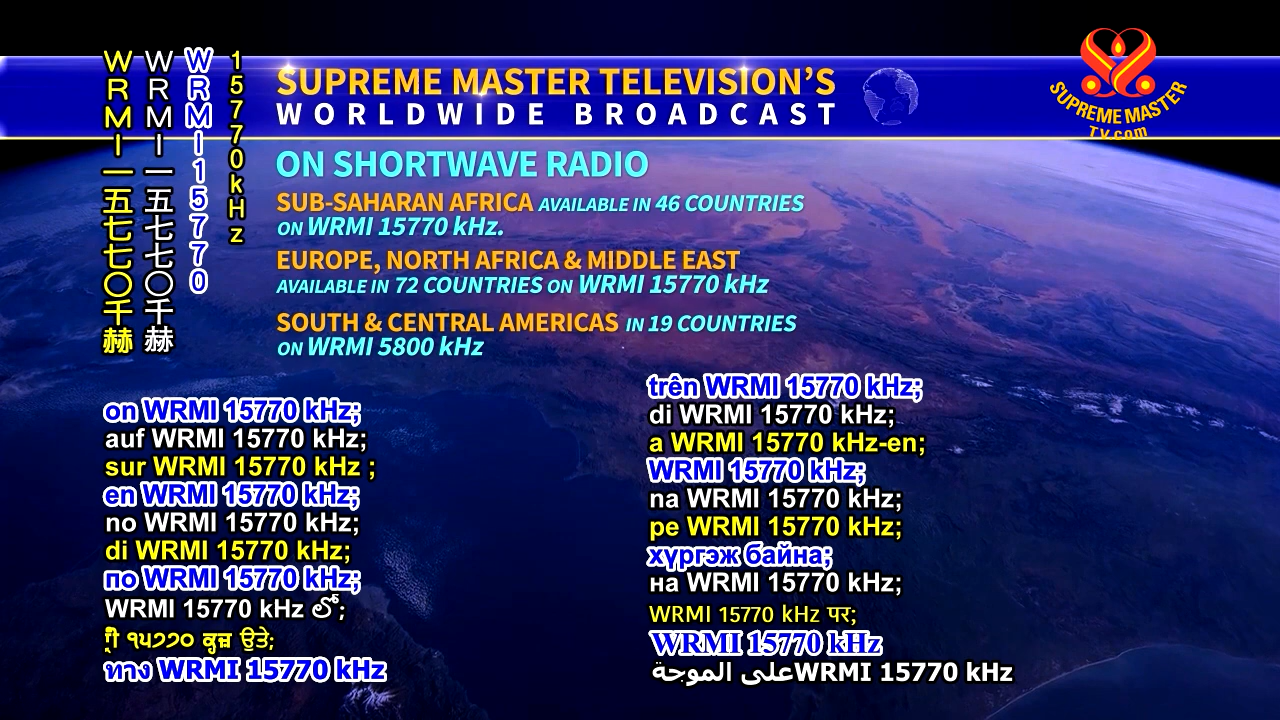 WRMI一五七七〇千赫
WRMI一五七七〇千赫
WRMI15770
15770kHz
SUPREME MASTER TELEVISION'S
WORLDWIDE BROADCAST
SUPREME MASTER
TV.com
ON SHORTWAVE RADIO
SUB-SAHARAN AFRICA AVAILABLE IN 46 COUNTRIES
ON WRMI 15770 kHz.
EUROPE, NORTH AFRICA & MIDDLE EAST
AVAILABLE IN 72 COUNTRIES ON WRMI 15770 kHz
SOUTH & CENTRAL AMERICAS IN 19 COUNTRIES
ON WRMI 5800 kHz
on WRMI 15770 kHz;
auf WRMI 15770 kHz;
sur WRMI 15770 kHz ;
en WRMI 15770 kHz;
no WRMI 15770 kHz;
di WRMI 15770 kHz;
по WRMI 15770 kHz;
WRMI 15770 kHz లో;
੧੫੭੭੦ ਕ੍ਹਜ਼ ਉਤੇ;
ทาง WRMI 15770 kHz
trên WRMI 15770 kHz;
di WRMI 15770 kHz;
a WRMI 15770 kHz-en;
WRMI 15770 kHz;
na WRMI 15770 kHz;
pe WRMI 15770 kHz;
хүргэж байна;
на WRMI 15770 kHz;
WRMI 15770 kHz पर;
WRMI 15770 kHz
على الموجة WRMI 15770 kHz